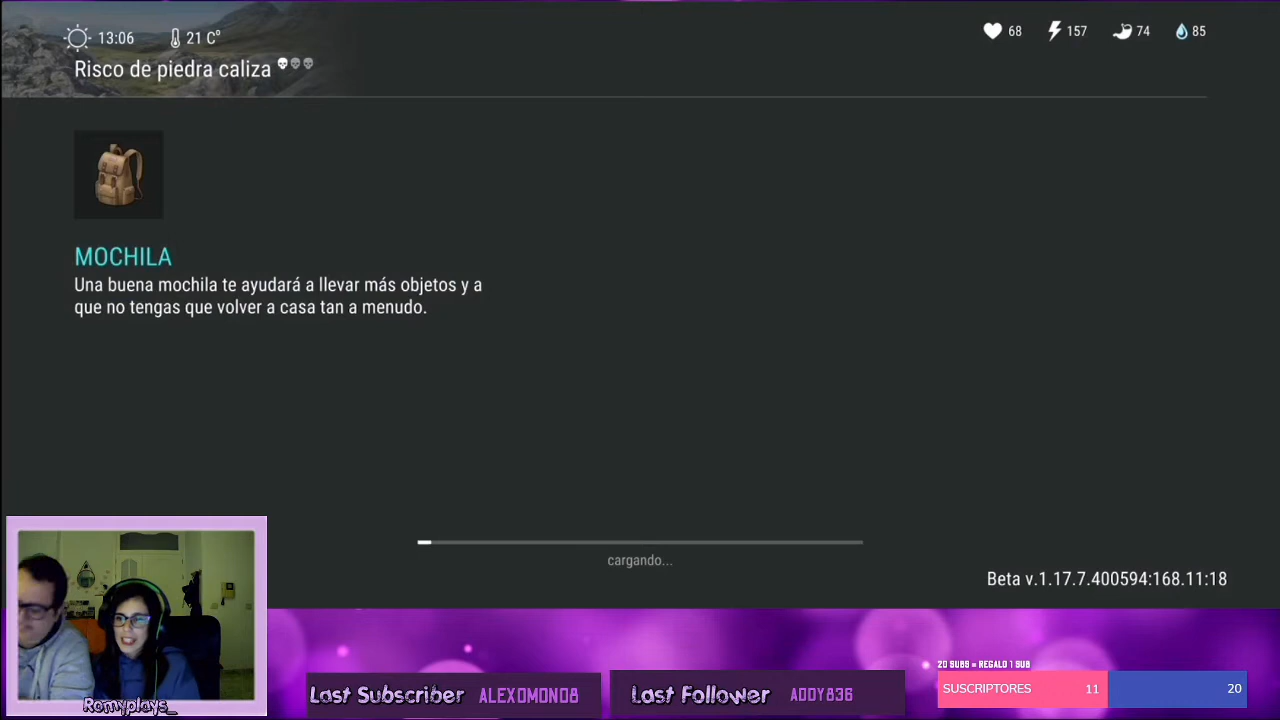 13:06 21 Cº
68 157 74 85
Risco de piedra caliza
MOCHILA
Una buena mochila te ayudará a llevar más objetos y a
que no tengas que volver a casa tan a menudo.
cargando...
Beta v.1.17.7.400594:168.11:18
Romyplays_
Last Subscriber ALEXOMON08
Last Follower ADDY836
20 SUBS = REGALO 1 SUB
SUSCRIPTORES 11 20